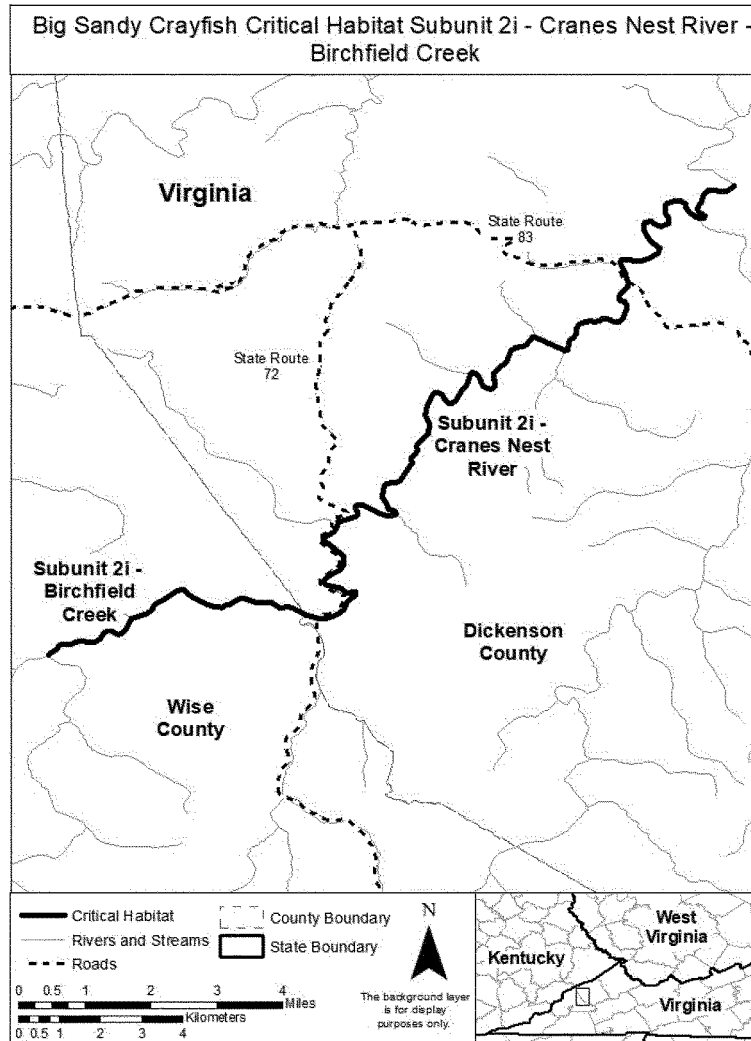 Big Sandy Crayfish Critical Habitat Subunit 2i - Cranes Nest River -
Birchfield Creek
Virginia
State Route
83
State Route
72
Subunit 2i -
Cranes Nest
River
Subunit 2i -
Birchfield
Creek
Dickenson
County
Wise
County
Critical Habitat
Rivers and Streams
Roads
County Boundary
State Boundary
0 0.5 1 2 3 4
Miles
Kilometers
0 0.5 1 2 3 4
N
The background layer
is for display
purposes only.
West
Virginia
Kentucky
Virginia